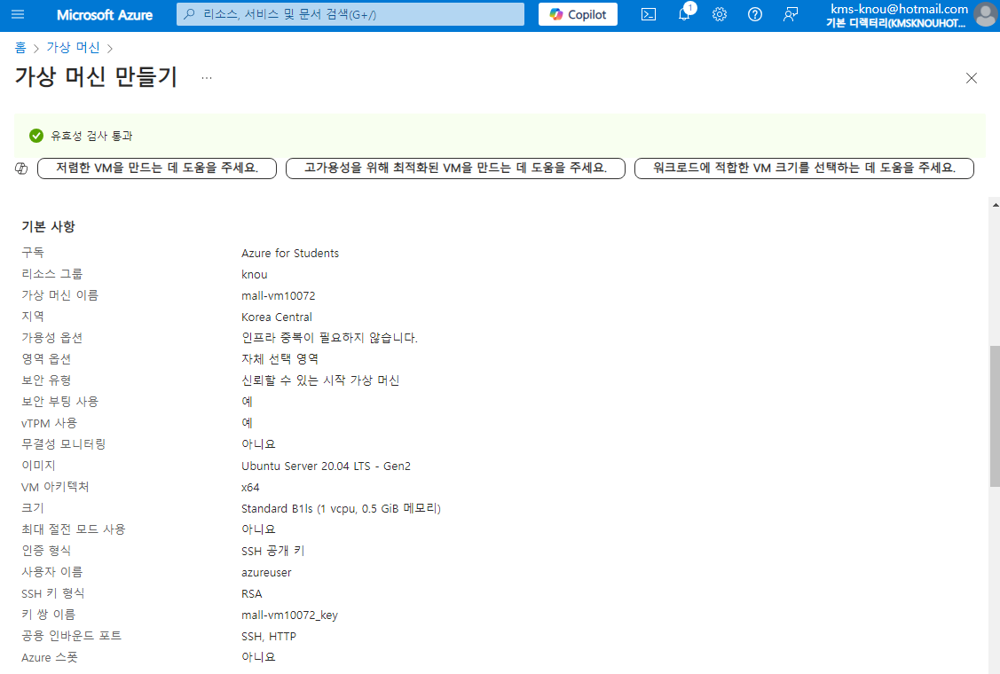 Microsoft Azure
리소스, 서비스 및 문서 검색(G+/)
Copilot
1
kms-knou@hotmail.com
기본 디렉터리(KMSKNOUHOT...
홈 > 가상 머신 >
가상 머신 만들기 ...
유효성 검사 통과
저렴한 VM을 만드는 데 도움을 주세요.
고가용성을 위해 최적화된 VM을 만드는 데 도움을 주세요.
워크로드에 적합한 VM 크기를 선택하는 데 도움을 주세요.
기본 사항
구독 Azure for Students
리소스 그룹 knou
가상 머신 이름 mall-vm10072
지역 Korea Central
가용성 옵션 인프라 중복이 필요하지 않습니다.
영역 옵션 자체 선택 영역
보안 유형 신뢰할 수 있는 시작 가상 머신
보안 부팅 사용 예
vTPM 사용 예
무결성 모니터링 아니요
이미지 Ubuntu Server 20.04 LTS - Gen2
VM 아키텍처 x64
크기 Standard B1ls (1 vcpu, 0.5 GiB 메모리)
최대 절전 모드 사용 아니요
인증 형식 SSH 공개 키
사용자 이름 azureuser
SSH 키 형식 RSA
키 쌍 이름 mall-vm10072_key
공용 인바운드 포트 SSH, HTTP
Azure 스폿 아니요